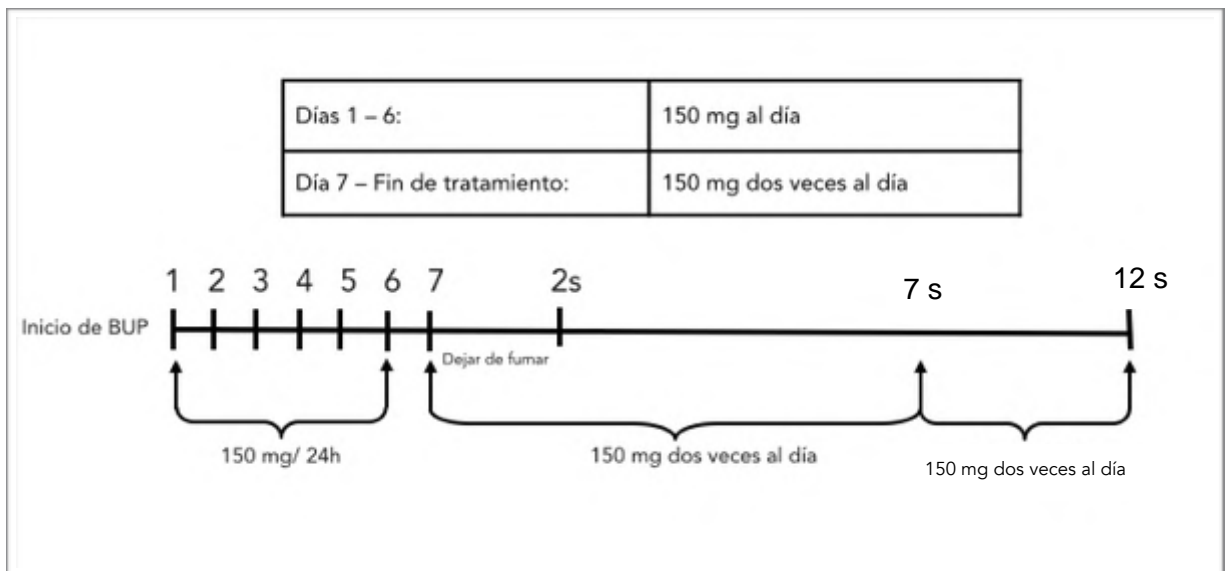 Días 1 – 6: 150 mg al día
Día 7 – Fin de tratamiento: 150 mg dos veces al día
1 2 3 4 5 6 7 2s 7 s 12 s
Inicio de BUP
Dejar de fumar
150 mg/ 24h 150 mg dos veces al día 150 mg dos veces al día